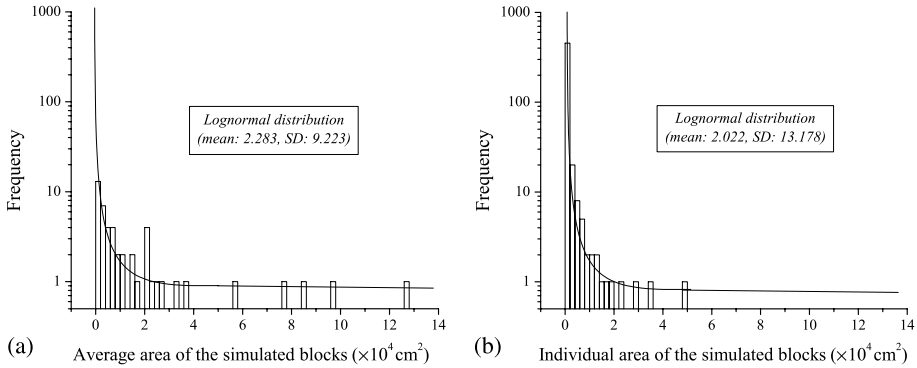 1000
100
10
1
Frequency
Lognormal distribution
(mean: 2.283, SD: 9.223)
0 2 4 6 8 10 12 14
(a) Average area of the simulated blocks (×10⁴ cm²)
1000
100
10
1
Frequency
Lognormal distribution
(mean: 2.022, SD: 13.178)
0 2 4 6 8 10 12 14
(b) Individual area of the simulated blocks (×10⁴ cm²)